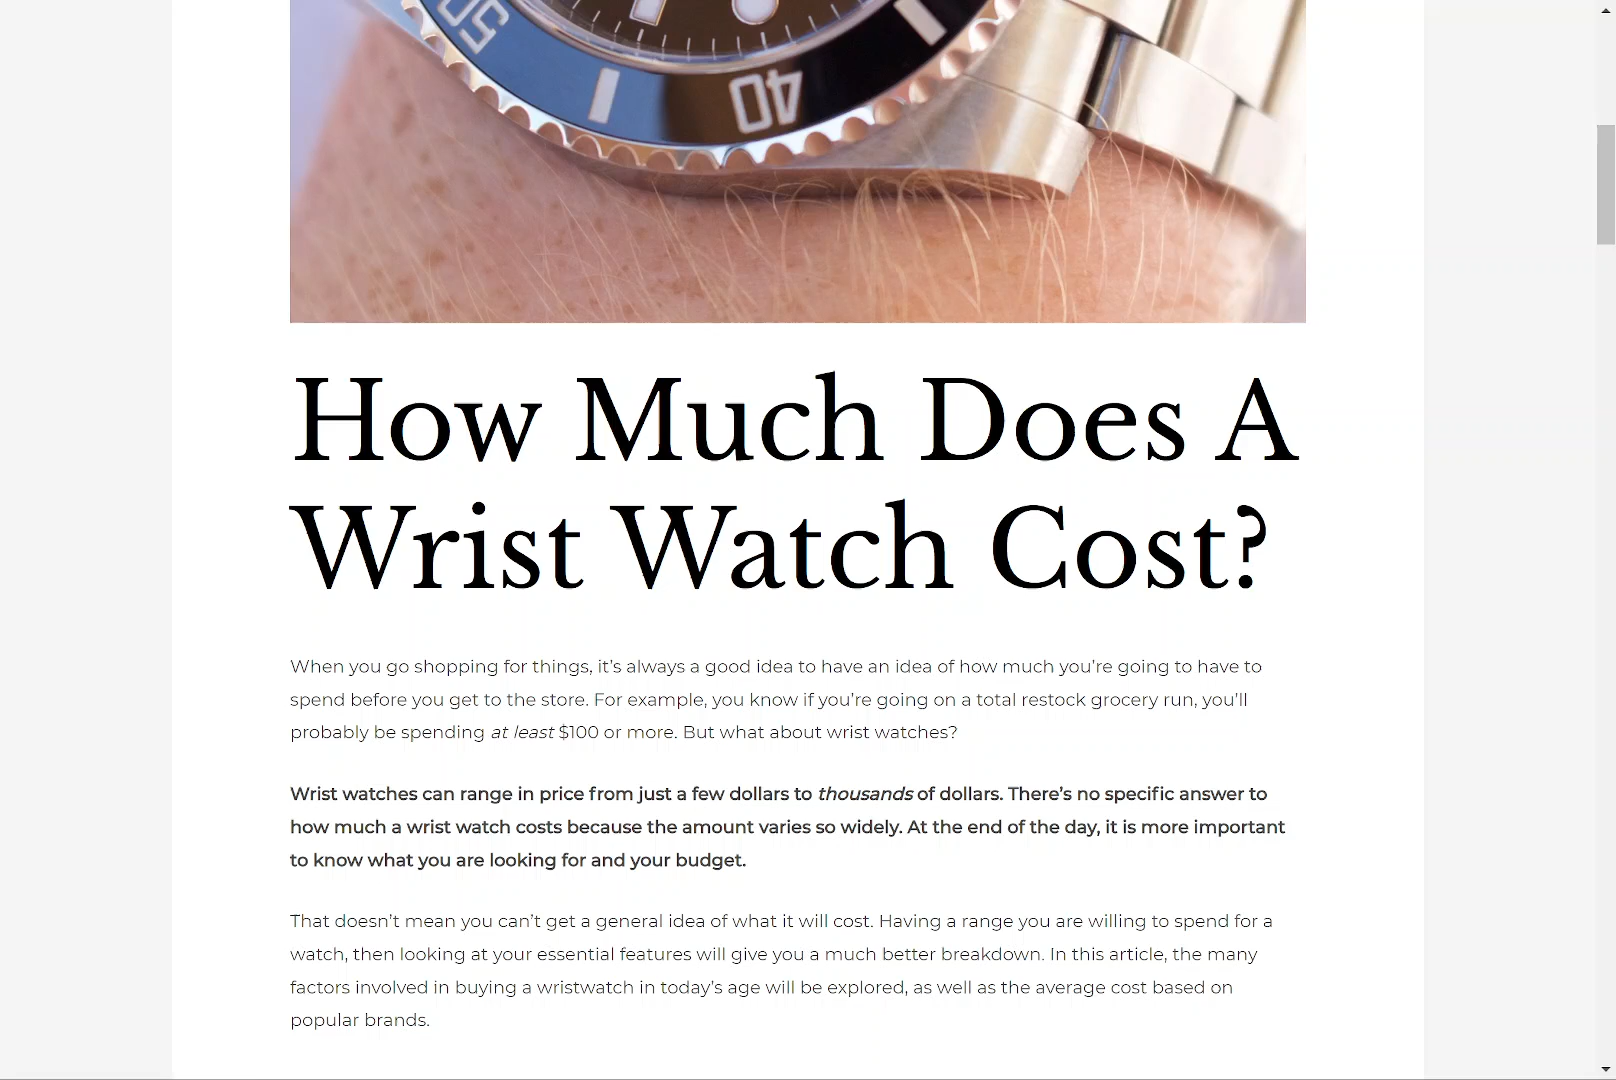 50
40
How Much Does A
Wrist Watch Cost?
When you go shopping for things, it’s always a good idea to have an idea of how much you’re going to have to
spend before you get to the store. For example, you know if you’re going on a total restock grocery run, you’ll
probably be spending at least $100 or more. But what about wrist watches?
Wrist watches can range in price from just a few dollars to thousands of dollars. There’s no specific answer to
how much a wrist watch costs because the amount varies so widely. At the end of the day, it is more important
to know what you are looking for and your budget.
That doesn’t mean you can’t get a general idea of what it will cost. Having a range you are willing to spend for a
watch, then looking at your essential features will give you a much better breakdown. In this article, the many
factors involved in buying a wristwatch in today’s age will be explored, as well as the average cost based on
popular brands.